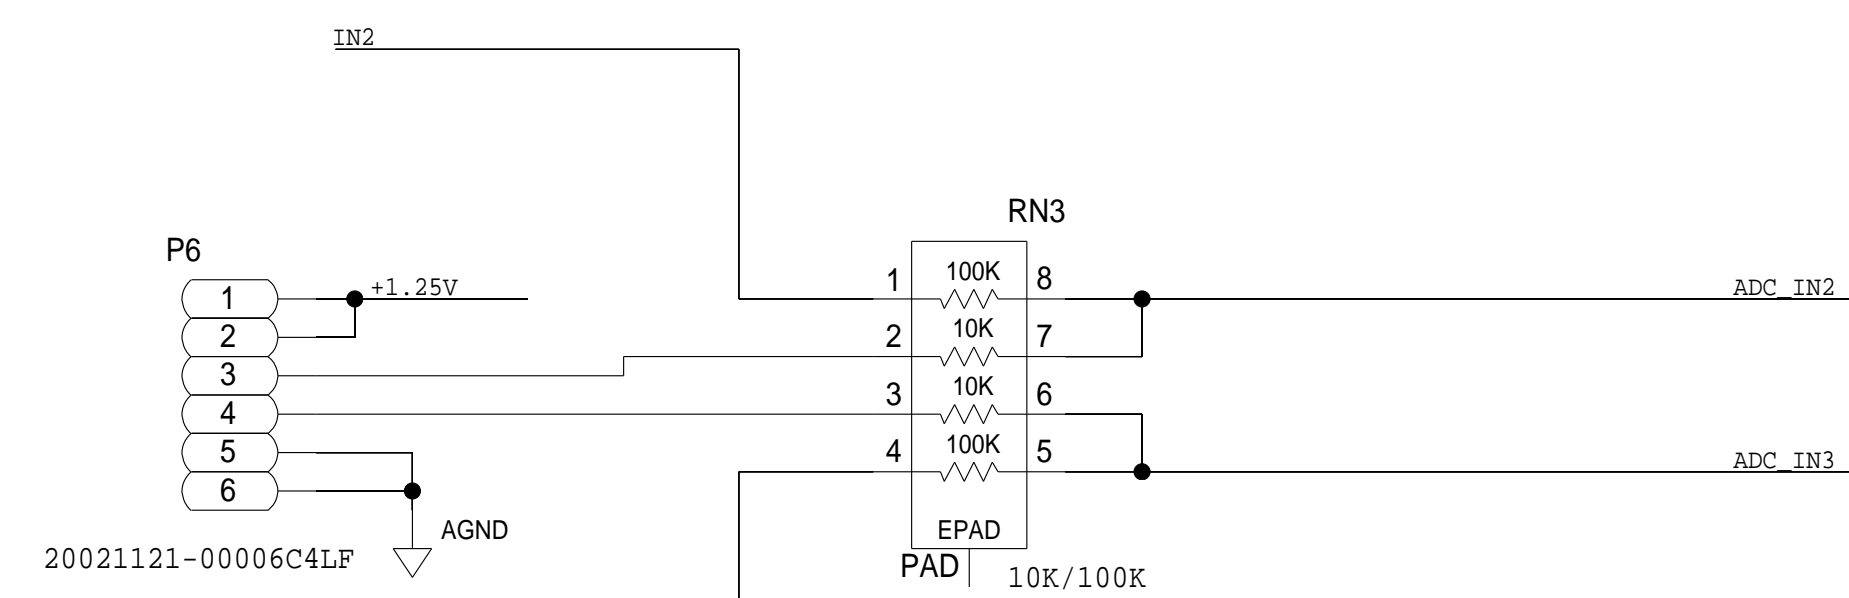 IN2
RN3
P6
1 +1.25V
2
3
4
5
6
AGND
20021121-00006C4LF
1 100K 8
2 10K 7
3 10K 6
4 100K 5
EPAD
PAD
10K/100K
ADC_IN2
ADC_IN3